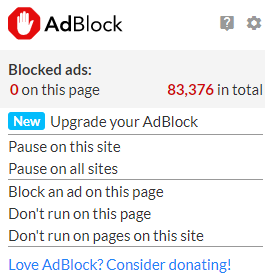 AdBlock
Blocked ads:
0 on this page 83,376 in total
New Upgrade your AdBlock
Pause on this site
Pause on all sites
Block an ad on this page
Don't run on this page
Don't run on pages on this site
Love AdBlock? Consider donating!